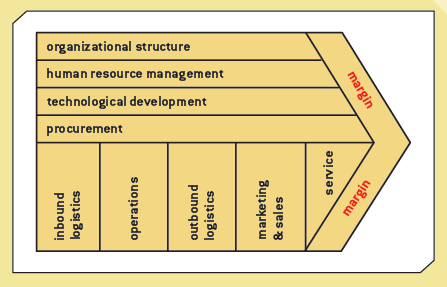 organizational structure
human resource management
technological development
procurement
margin
inbound
logistics
operations
outbound
logistics
marketing
& sales
service
margin